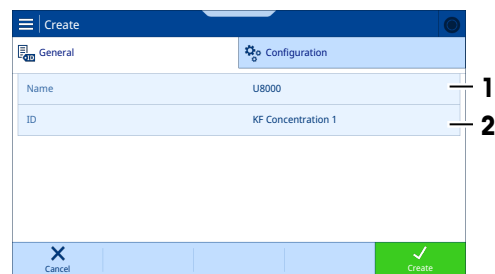 Create
General
Configuration
Name U8000 1
ID KF Concentration 1 2
Cancel
Create